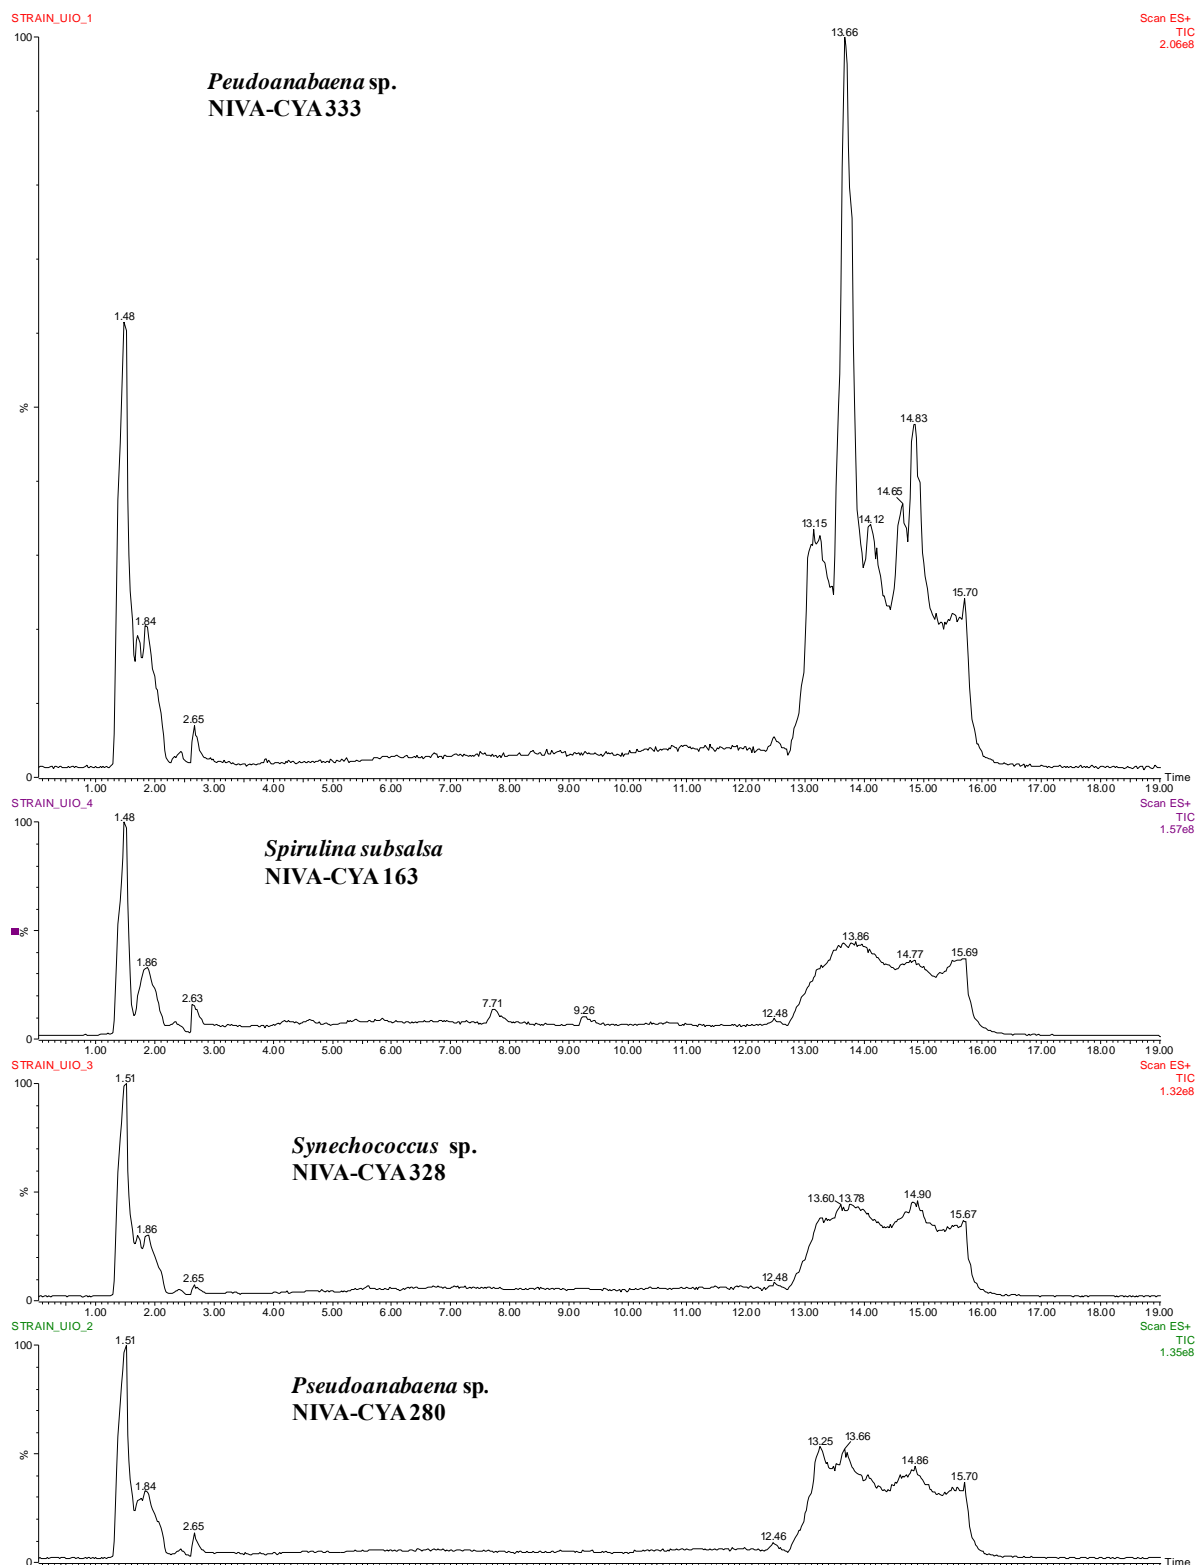 STRAIN_UIO_1
Scan ES+
TIC
2.06e8
100
13.66
Peudoanabaena sp.
NIVA-CYA 333
1.48
%
14.83
14.65
13.15
14.12
1.84
15.70
2.65
0
Time
1.00 2.00 3.00 4.00 5.00 6.00 7.00 8.00 9.00 10.00 11.00 12.00 13.00 14.00 15.00 16.00 17.00 18.00 19.00
STRAIN_UIO_4
Scan ES+
TIC
1.57e8
100
1.48
Spirulina subsalsa
NIVA-CYA 163
%
13.86
14.77
15.69
1.86
2.63
7.71
9.26
12.48
0
1.00 2.00 3.00 4.00 5.00 6.00 7.00 8.00 9.00 10.00 11.00 12.00 13.00 14.00 15.00 16.00 17.00 18.00 19.00
STRAIN_UIO_3
Scan ES+
TIC
1.32e8
100
1.51
Synechococcus sp.
NIVA-CYA 328
%
13.60 13.78
14.90
15.67
1.86
2.65
12.48
0
1.00 2.00 3.00 4.00 5.00 6.00 7.00 8.00 9.00 10.00 11.00 12.00 13.00 14.00 15.00 16.00 17.00 18.00 19.00
STRAIN_UIO_2
Scan ES+
TIC
1.35e8
100
1.51
Pseudoanabaena sp.
NIVA-CYA 280
%
13.25
13.66
14.86
15.70
1.84
2.65
12.46
0
Time